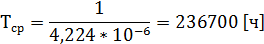 Tср = 1 / 4,224 * 10⁻⁶ = 236700 [ч]